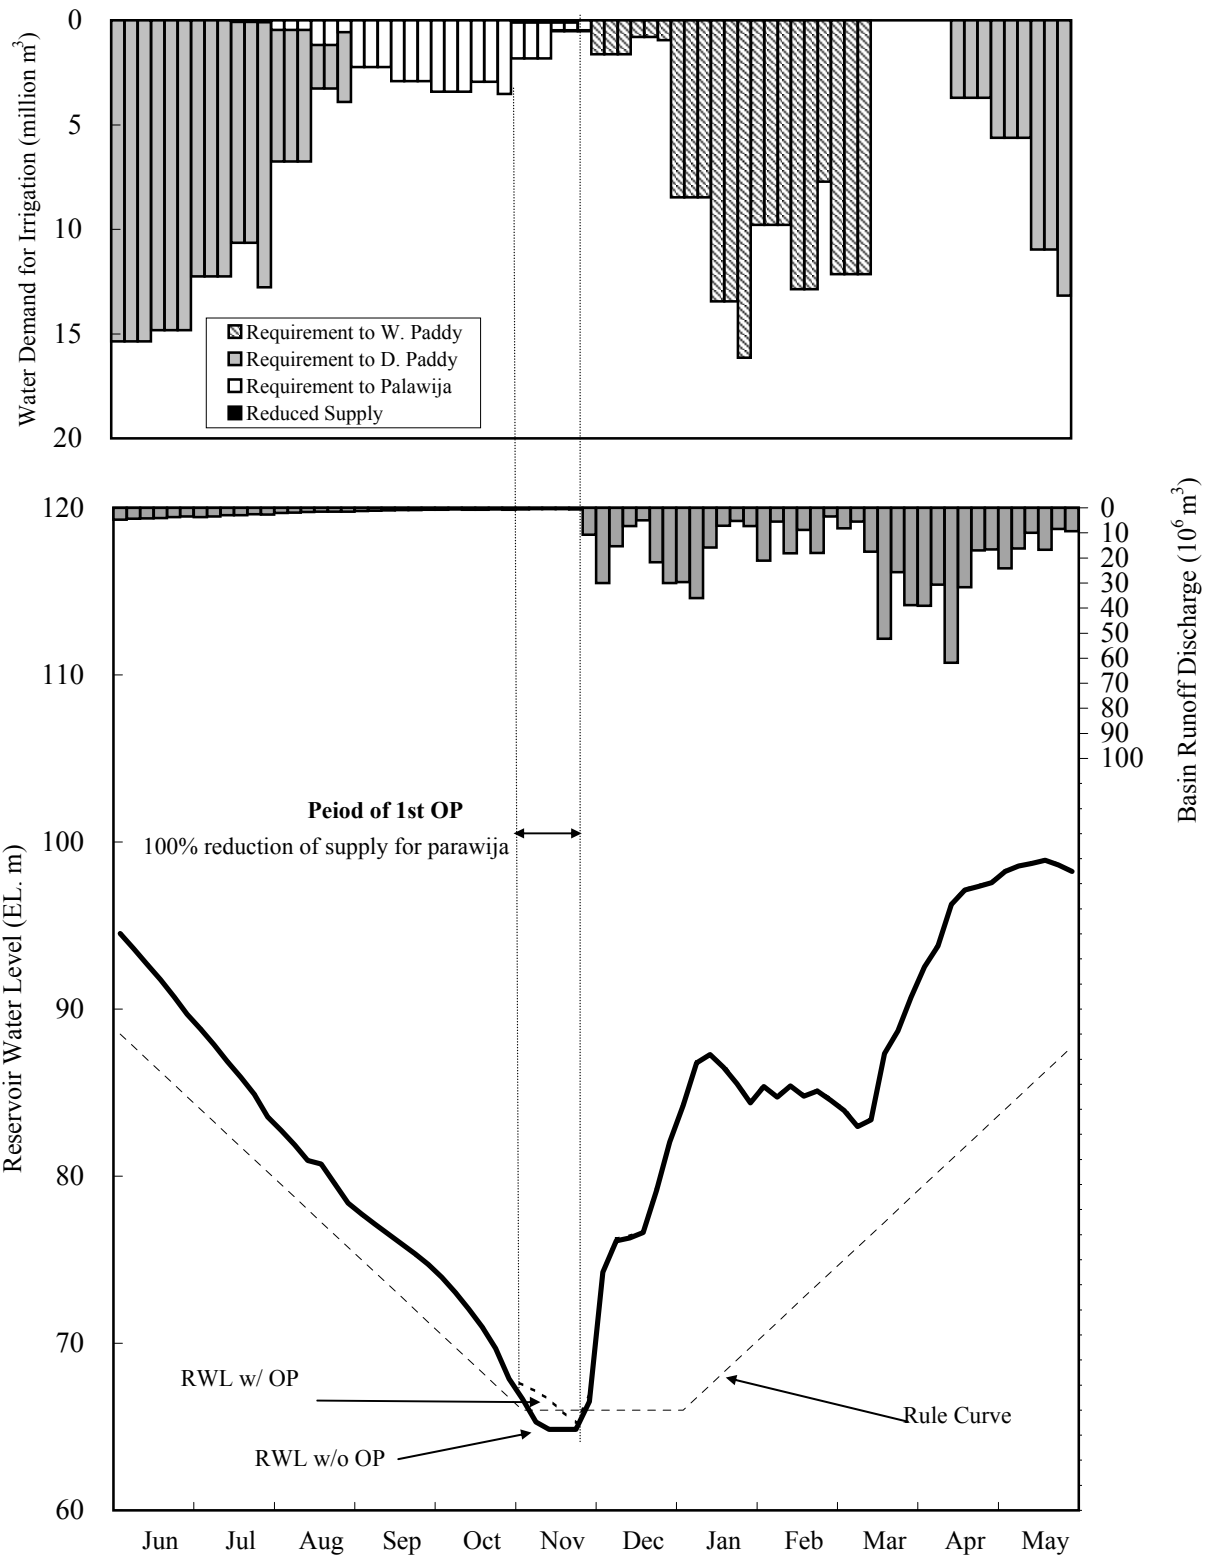 Water Demand for Irrigation (million m³)
0
5
10
15
20
Requirement to W. Paddy
Requirement to D. Paddy
Requirement to Palawija
Reduced Supply
Reservoir Water Level (EL. m)
120
110
100
90
80
70
60
Basin Runoff Discharge (10⁶ m³)
0
10
20
30
40
50
60
70
80
90
100
Peiod of 1st OP
100% reduction of supply for parawija
RWL w/ OP
RWL w/o OP
Rule Curve
Jun Jul Aug Sep Oct Nov Dec Jan Feb Mar Apr May